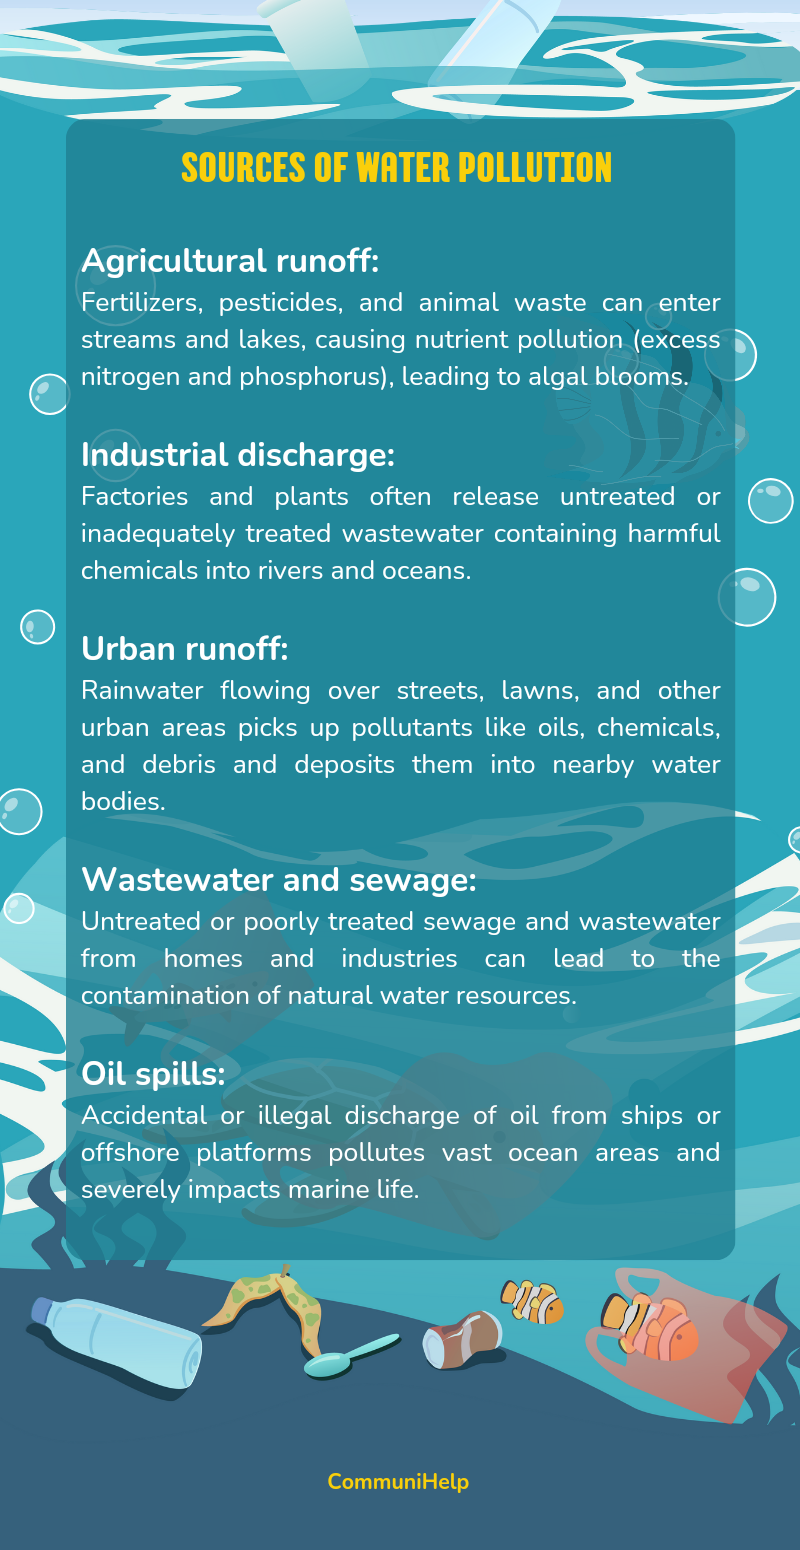 SOURCES OF WATER POLLUTION
Agricultural runoff:
Fertilizers, pesticides, and animal waste can enter
streams and lakes, causing nutrient pollution (excess
nitrogen and phosphorus), leading to algal blooms.
Industrial discharge:
Factories and plants often release untreated or
inadequately treated wastewater containing harmful
chemicals into rivers and oceans.
Urban runoff:
Rainwater flowing over streets, lawns, and other
urban areas picks up pollutants like oils, chemicals,
and debris and deposits them into nearby water
bodies.
Wastewater and sewage:
Untreated or poorly treated sewage and wastewater
from homes and industries can lead to the
contamination of natural water resources.
Oil spills:
Accidental or illegal discharge of oil from ships or
offshore platforms pollutes vast ocean areas and
severely impacts marine life.
CommuniHelp